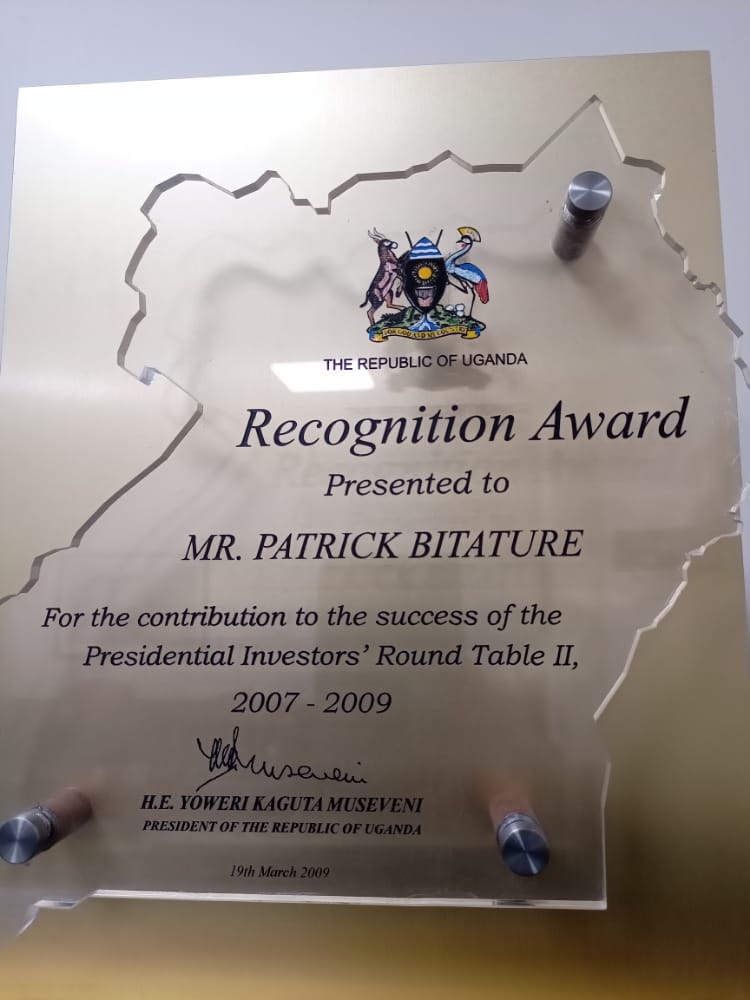 FOR GOD AND MY COUNTRY
THE REPUBLIC OF UGANDA
Recognition Award
Presented to
MR. PATRICK BITATURE
For the contribution to the success of the
Presidential Investors' Round Table II,
2007 - 2009
Museveni
H.E. YOWERI KAGUTA MUSEVENI
PRESIDENT OF THE REPUBLIC OF UGANDA
19th March 2009